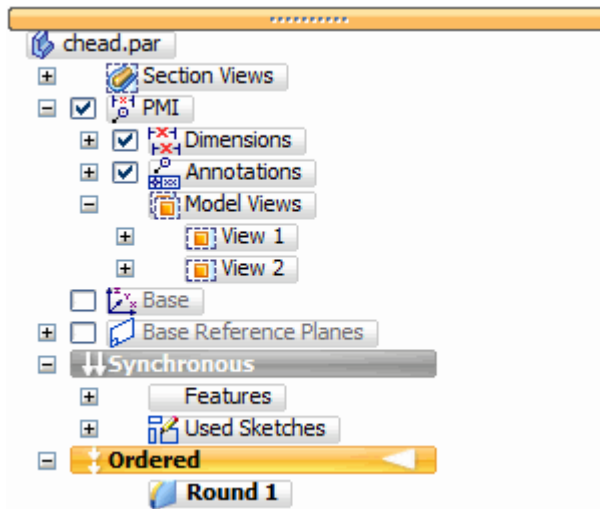 chead.par
Section Views
PMI
Dimensions
Annotations
Model Views
View 1
View 2
Base
Base Reference Planes
Synchronous
Features
Used Sketches
Ordered
Round 1